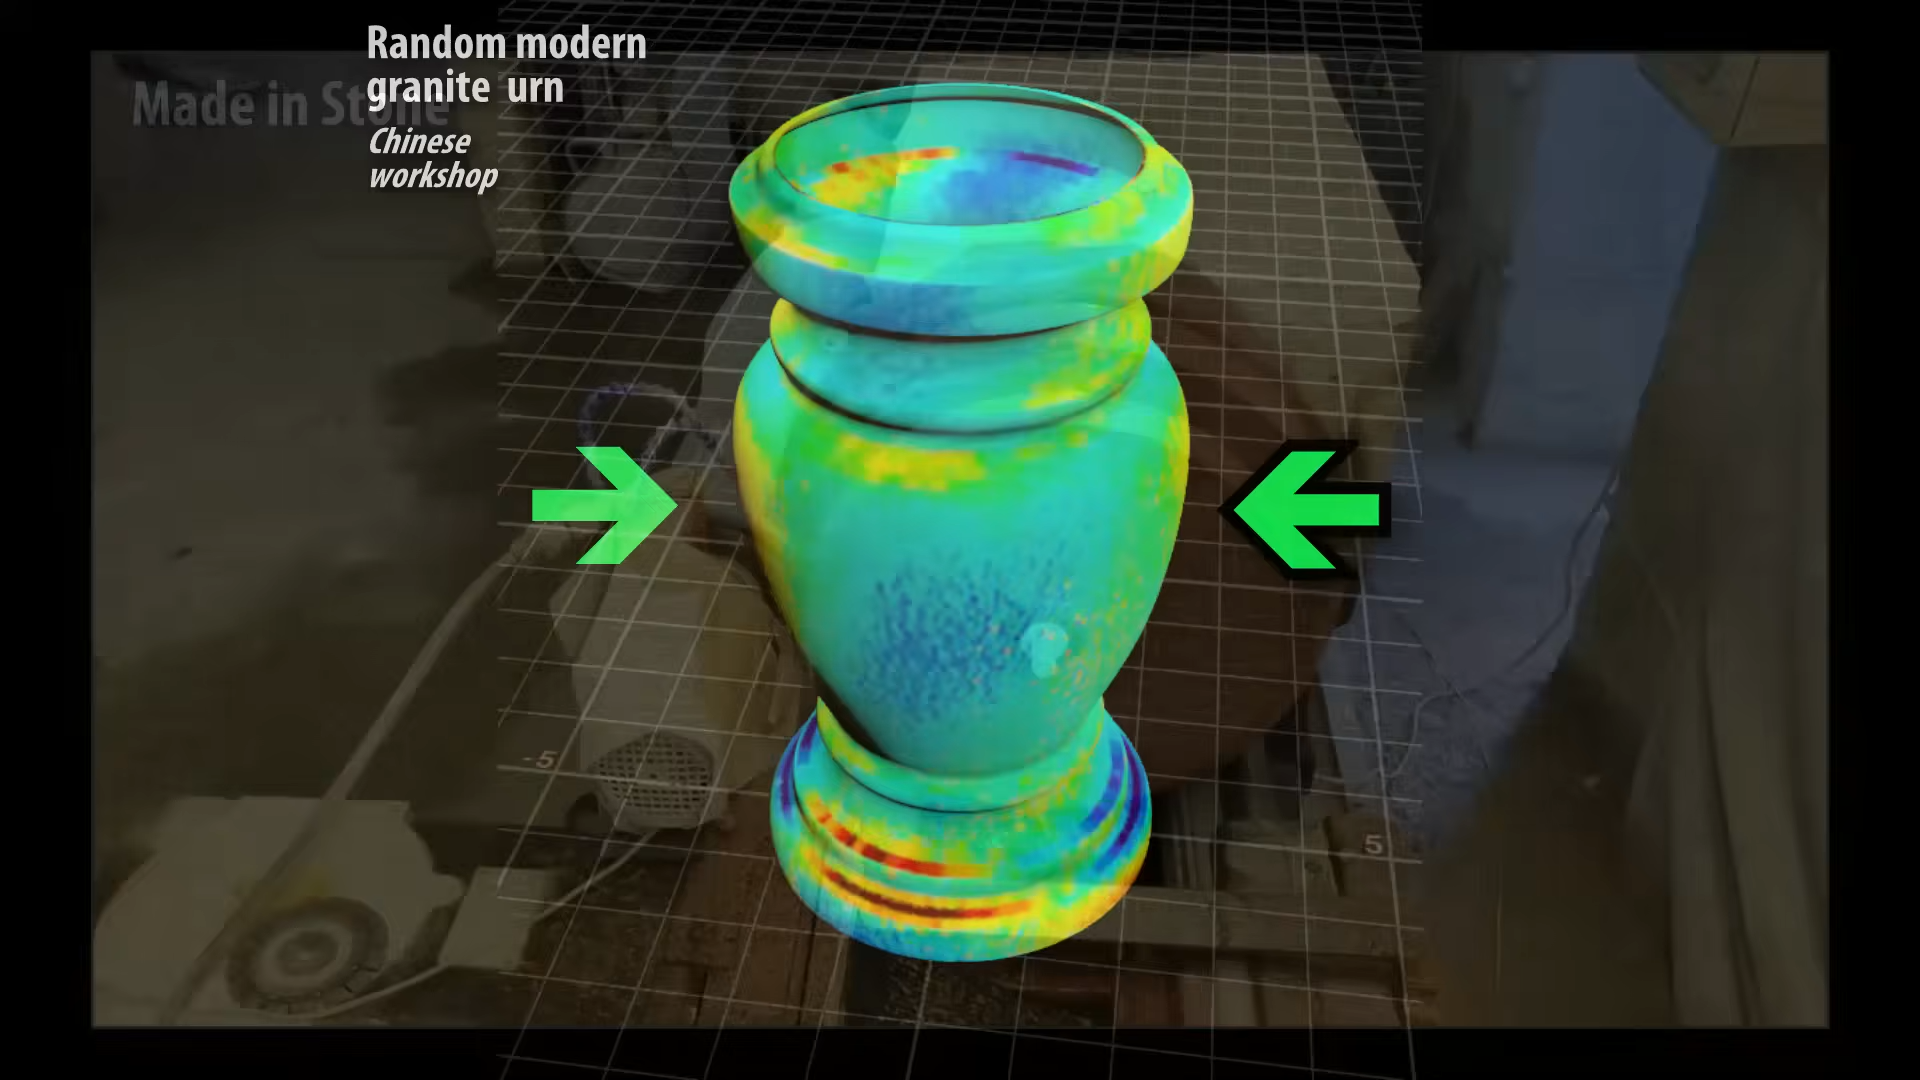 Random modern
granite urn
Made in Stone
Chinese
workshop
-5
5